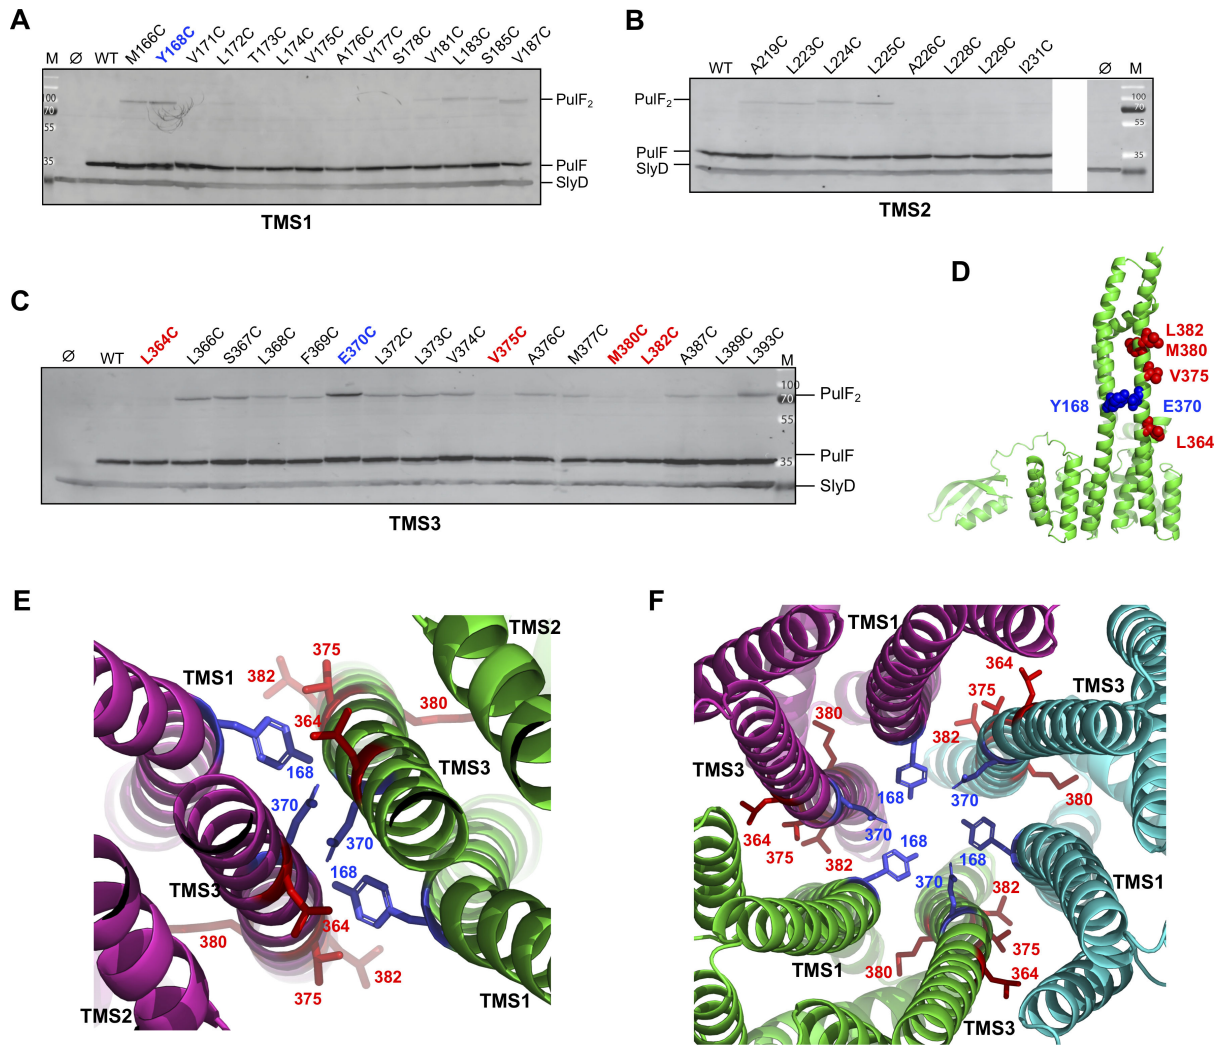 A
M Ø WT M166C Y168C V171C L172C T173C L174C V175C A176C V177C S178C V181C L183C S185C V187C
100
70
55
35
PulF2
PulF
SlyD
TMS1
B
WT A219C L223C L224C L225C A226C L228C L229C I231C Ø M
PulF2
PulF
SlyD
100
70
55
35
TMS2
C
Ø WT L364C L366C S367C L368C F369C E370C L372C L373C V374C V375C A376C M377C M380C L382C A387C L389C L393C M
100
70
55
35
PulF2
PulF
SlyD
TMS3
D
L382
M380
V375
Y168 E370
L364
E
TMS2
375
382
TMS1
380
364
168
TMS3
370
370
168
TMS3
364
380
382
375
TMS1
TMS2
F
TMS1
364
375
TMS3
380
382
TMS3
168 370
380
364
370 168
168
375
382
370
382
TMS1
375
TMS1
380
364
TMS3